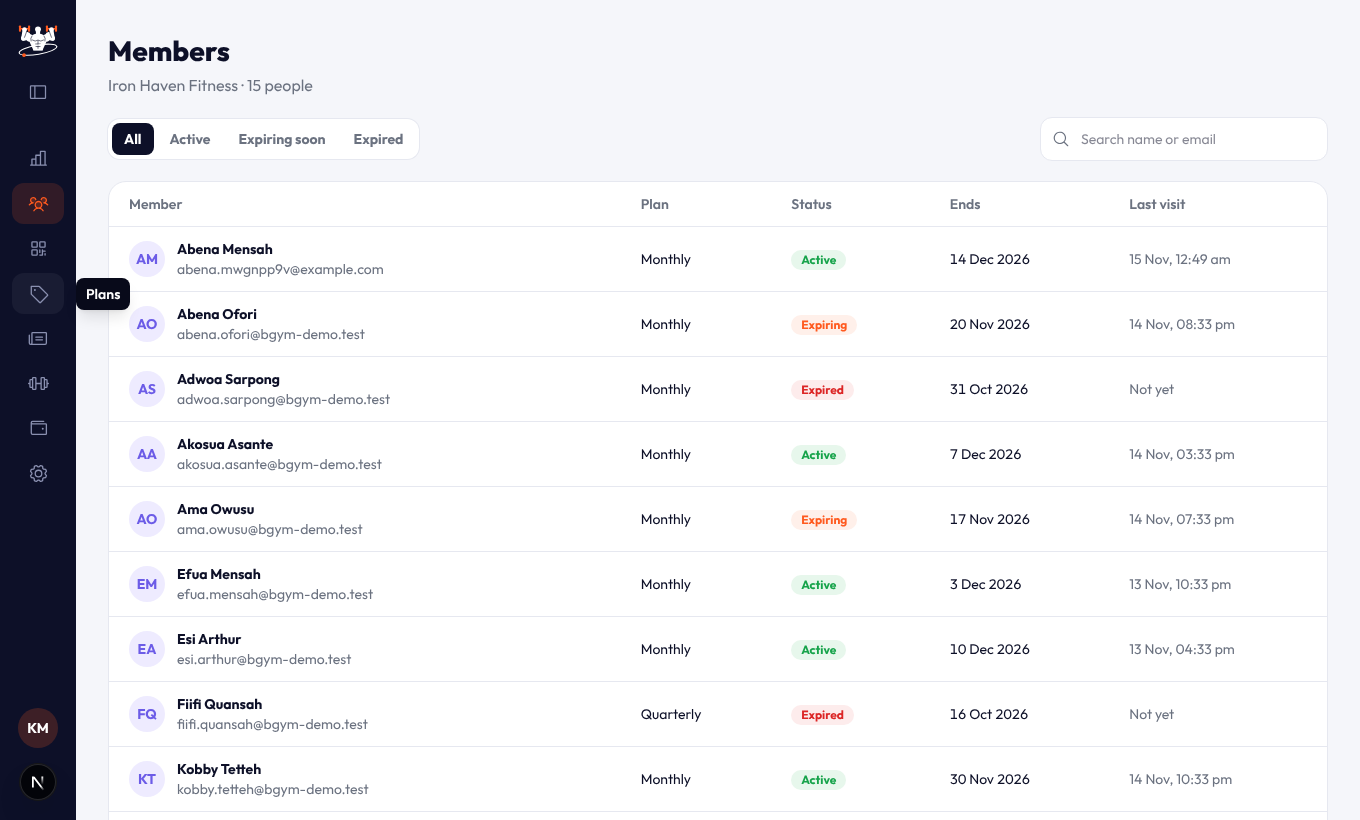 Members
Iron Haven Fitness · 15 people
All Active Expiring soon Expired
Search name or email
Member Plan Status Ends Last visit
AM Abena Mensah
abena.mwgnpp9v@example.com
Monthly Active 14 Dec 2026 15 Nov, 12:49 am
Plans
AO Abena Ofori
abena.ofori@bgym-demo.test
Monthly Expiring 20 Nov 2026 14 Nov, 08:33 pm
AS Adwoa Sarpong
adwoa.sarpong@bgym-demo.test
Monthly Expired 31 Oct 2026 Not yet
AA Akosua Asante
akosua.asante@bgym-demo.test
Monthly Active 7 Dec 2026 14 Nov, 03:33 pm
AO Ama Owusu
ama.owusu@bgym-demo.test
Monthly Expiring 17 Nov 2026 14 Nov, 07:33 pm
EM Efua Mensah
efua.mensah@bgym-demo.test
Monthly Active 3 Dec 2026 13 Nov, 10:33 pm
EA Esi Arthur
esi.arthur@bgym-demo.test
Monthly Active 10 Dec 2026 13 Nov, 04:33 pm
FQ Fiifi Quansah
fiifi.quansah@bgym-demo.test
Quarterly Expired 16 Oct 2026 Not yet
KT Kobby Tetteh
kobby.tetteh@bgym-demo.test
Monthly Active 30 Nov 2026 14 Nov, 10:33 pm
KM
N